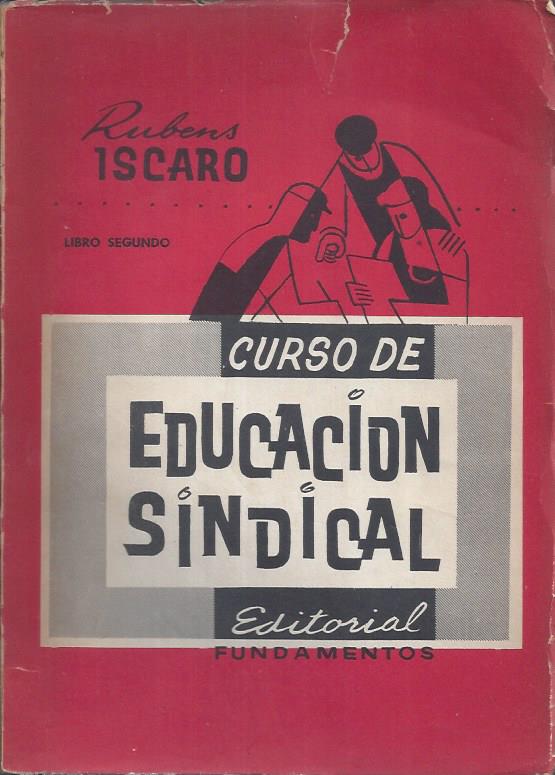 Rubens
ISCARO
LIBRO SEGUNDO
CURSO DE
EDUCACION
SINDICAL
Editorial
FUNDAMENTOS